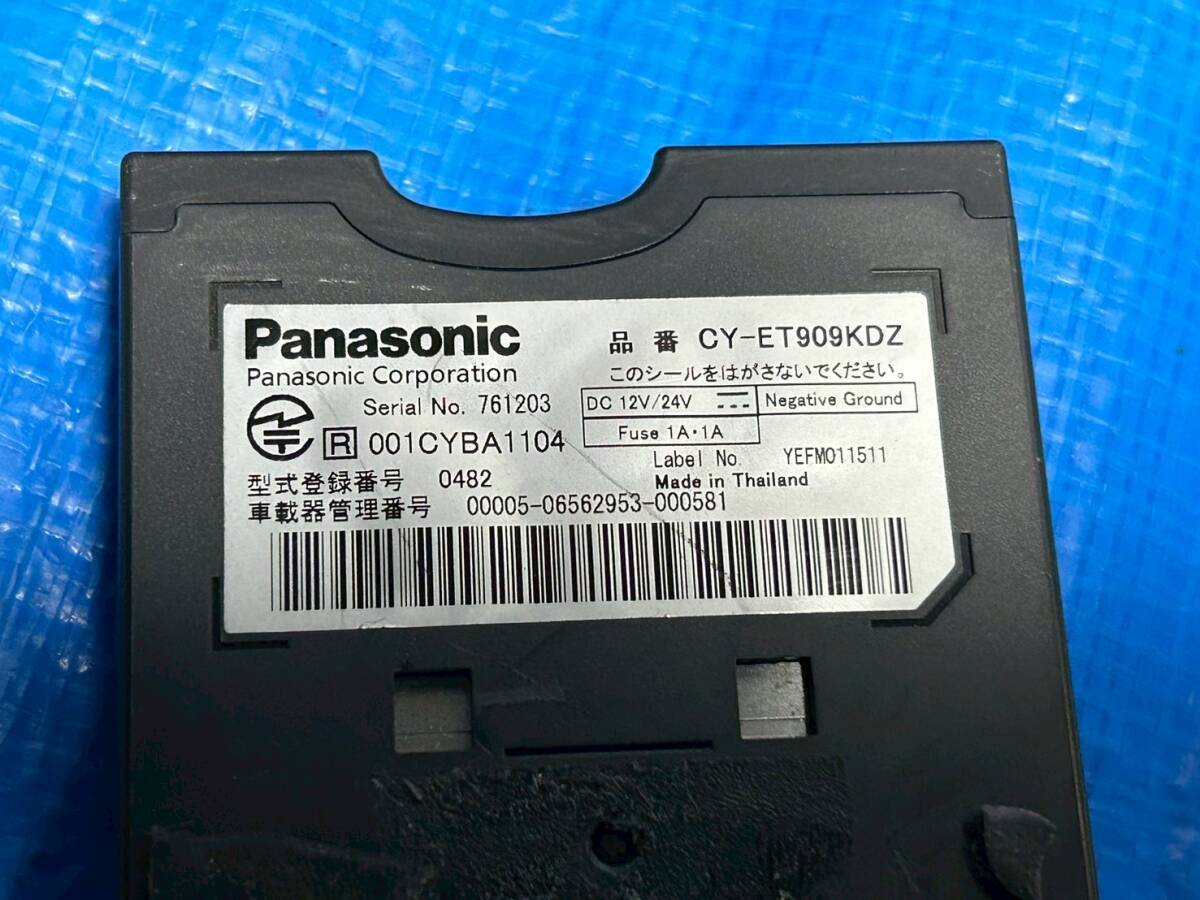 Panasonic
Panasonic Corporation
品番 CY-ET909KDZ
このシールをはがさないでください。
Serial No. 761203
DC 12V/24V
Negative Ground
Fuse 1A・1A
R 001CYBA1104
Label No. YEFM011511
Made in Thailand
型式登録番号 0482
車載器管理番号 00005-06562953-000581